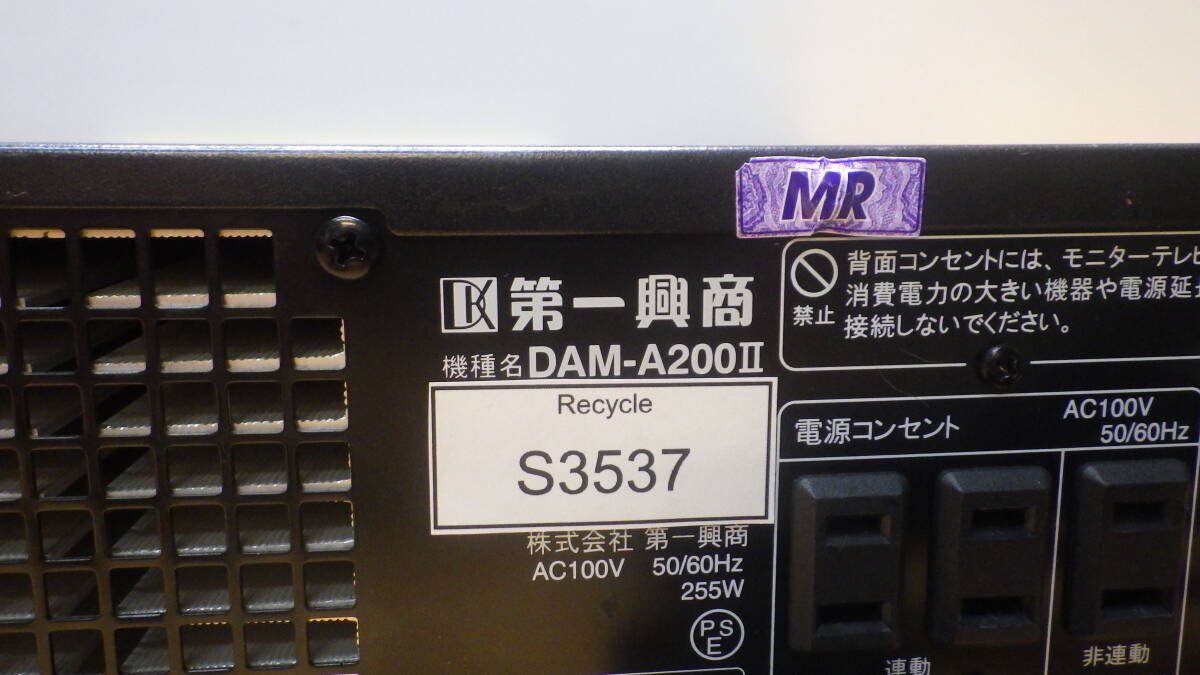 MR
DK 第一興商
機種名 DAM-A200II
Recycle
S3537
株式会社 第一興商
AC100V 50/60Hz
255W
PSE
禁止
背面コンセントには、モニターテレビ
消費電力の大きい機器や電源延長
接続しないでください。
電源コンセント
AC100V
50/60Hz
連動
非連動